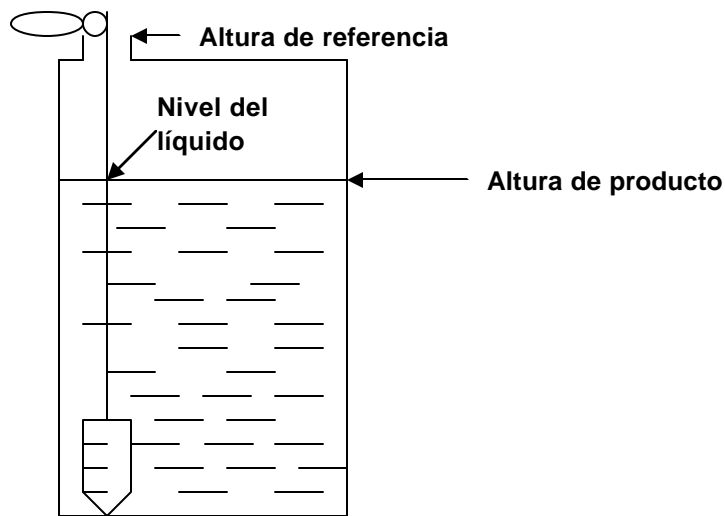 Altura de referencia
Nivel del
líquido
Altura de producto